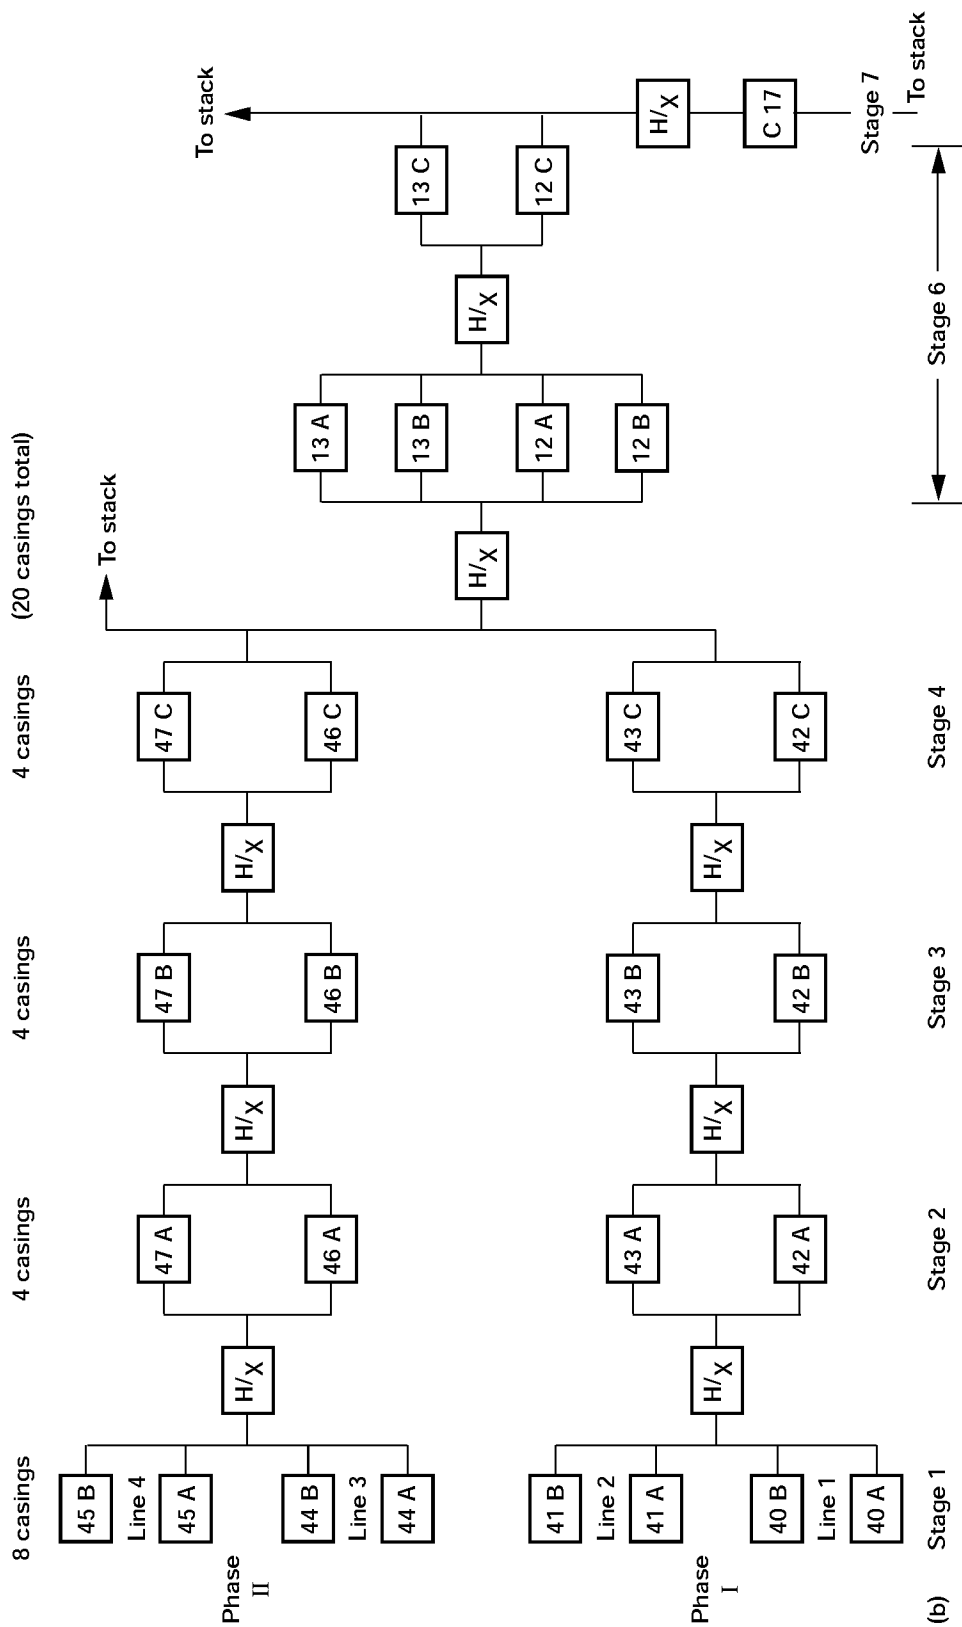 8 casings
4 casings
4 casings
4 casings
(20 casings total)
Phase
II
45 B
Line 4
45 A
44 B
Line 3
44 A
H/X
47 A
46 A
H/X
47 B
46 B
H/X
47 C
46 C
To stack
Phase
I
41 B
Line 2
41 A
40 B
Line 1
40 A
H/X
43 A
42 A
H/X
43 B
42 B
H/X
43 C
42 C
H/X
13 A
13 B
12 A
12 B
H/X
13 C
12 C
To stack
H/X
C 17
Stage 7
To stack
(b)
Stage 1
Stage 2
Stage 3
Stage 4
Stage 6